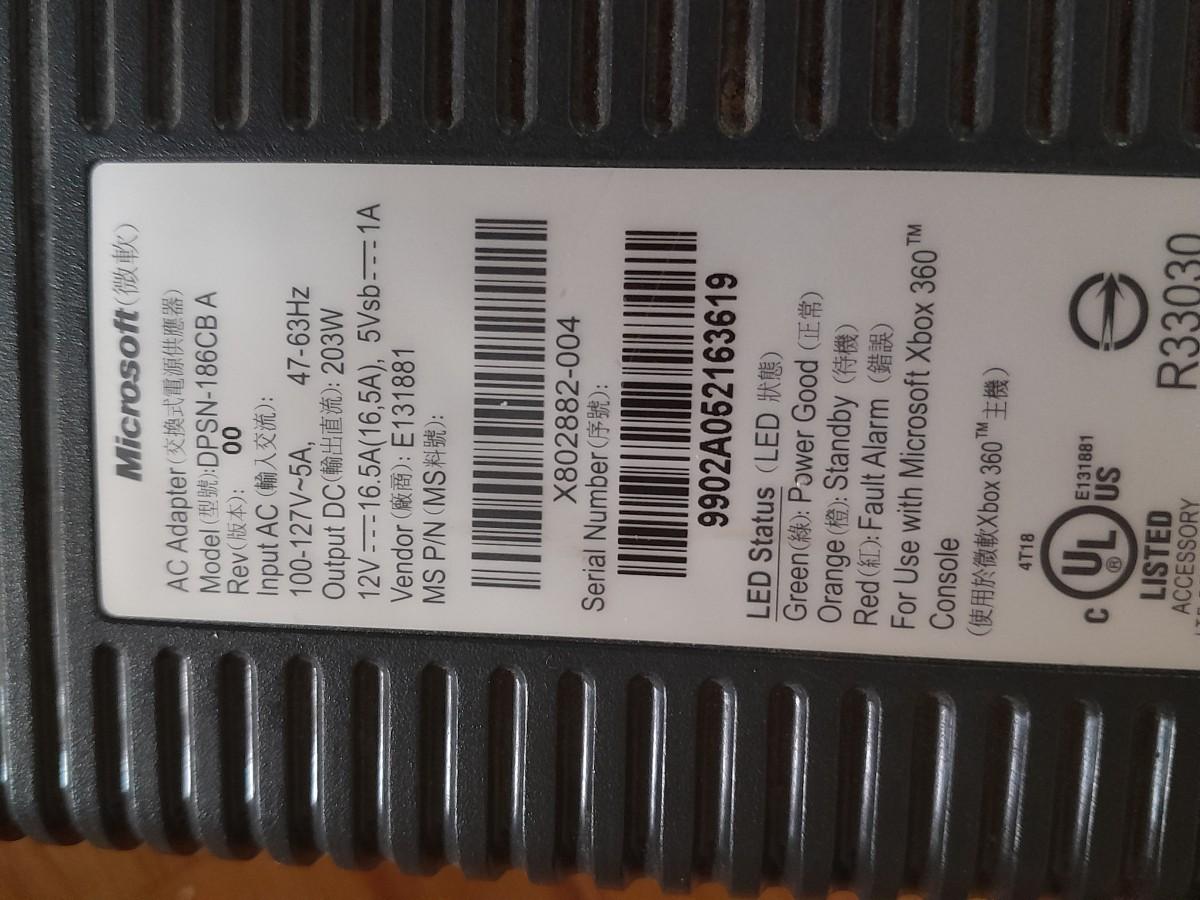 Microsoft (微軟)
AC Adapter (交換式電源供應器)
Model(型號):DPSN-186CB A
Rev(版本): 00
Input AC (輸入交流):
100-127V~5A, 47-63Hz
Output DC(輸出直流): 203W
12V⎓16.5A(16,5A), 5Vsb⎓1A
Vendor (廠商): E131881
MS P/N (MS料號):
X802882-004
Serial Number (序號):
9902A052163619
LED Status (LED 狀態)
Green(綠): Power Good (正常)
Orange(橙): Standby (待機)
Red(紅): Fault Alarm (錯誤)
For Use with Microsoft Xbox 360™
Console
(使用於微軟Xbox 360™主機)
4T18
C UL ® US E131881
LISTED
ACCESSORY
R33030